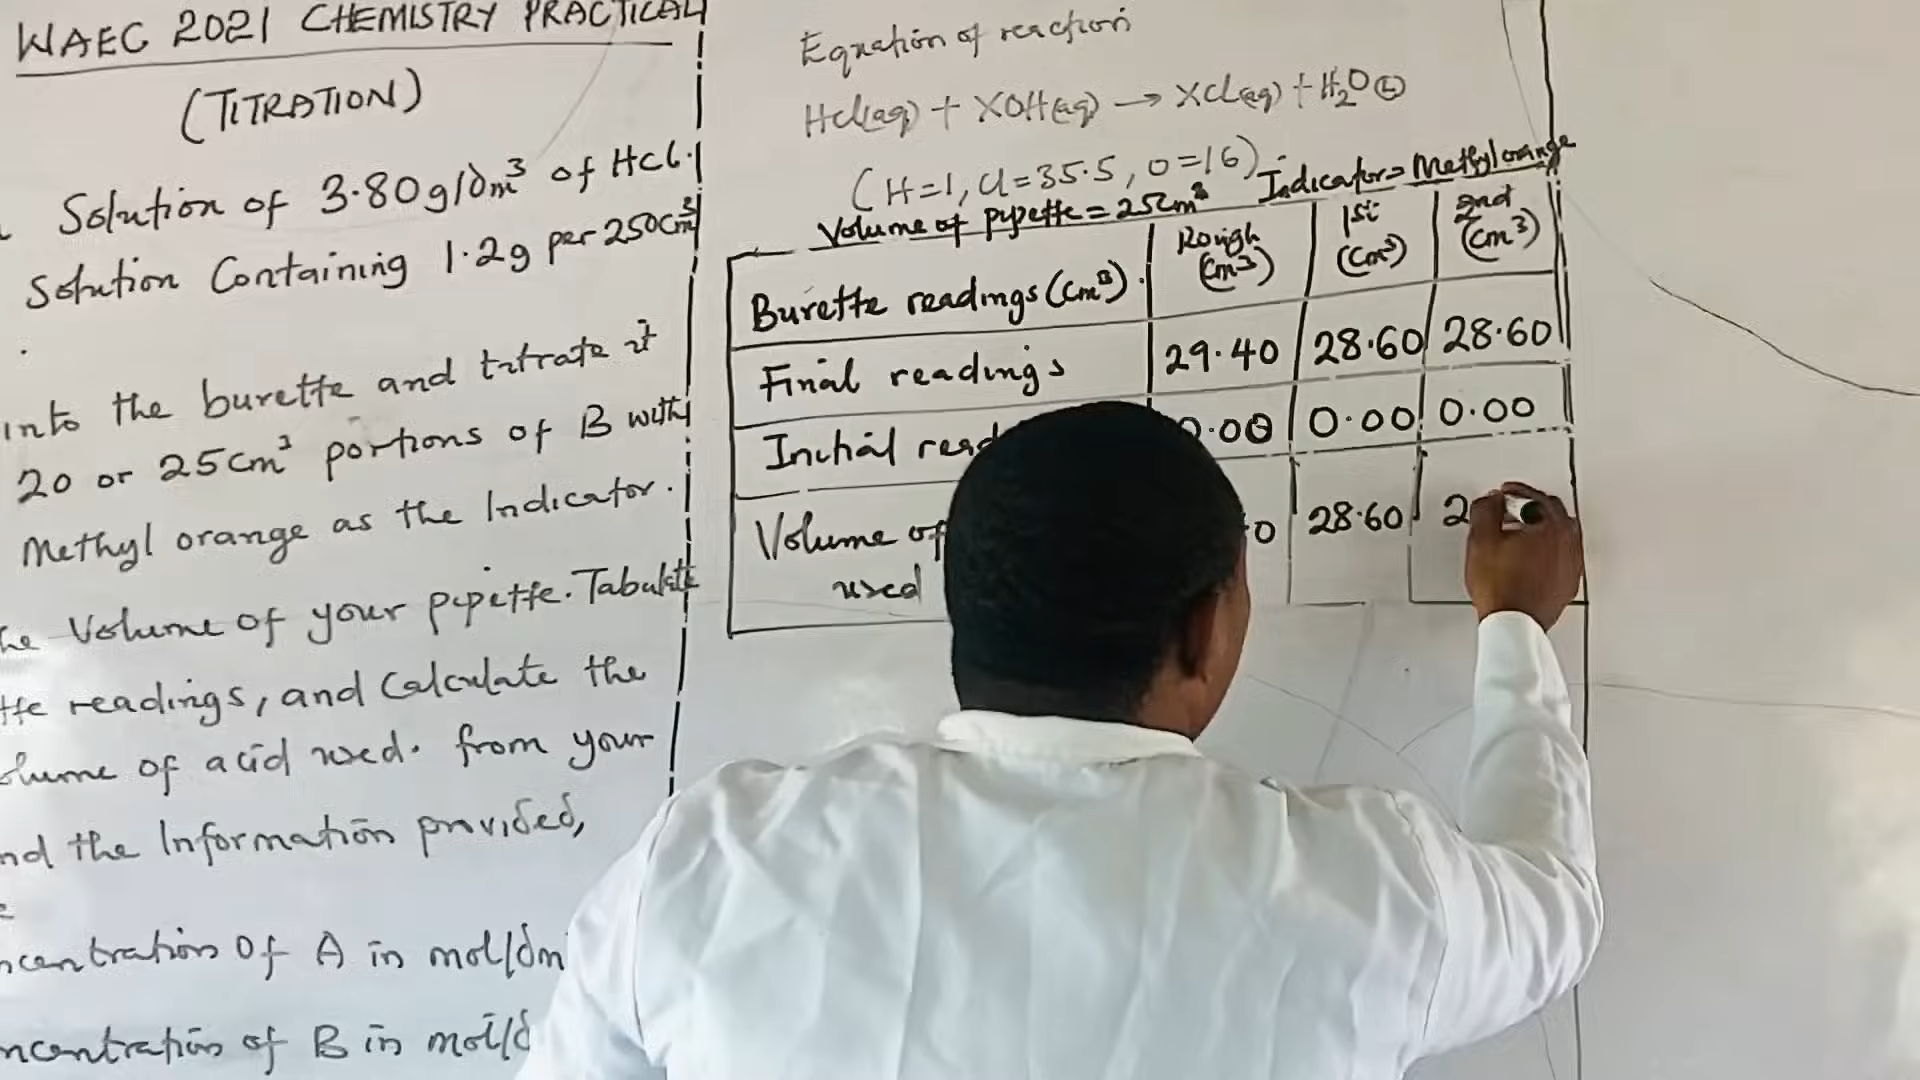 WAEC 2021 CHEMISTRY PRACTICAL
(TITRATION)
Solution of 3.80g/dm³ of HCl.
Solution Containing 1.2g per 250cm³
into the burette and titrate it
20 or 25cm³ portions of B with
Methyl orange as the Indicator.
Volume of your pipette. Tabulate
readings, and Calculate the
of acid used. from your
the Information provided,
Of A in mol/dm
of B in mol/d
Equation of reaction
HCl(aq) + XOH(aq) → XCl(aq) + H₂O(L)
(H=1, Cl=35.5, O=16)
Indicator = Methyl orange
Volume of pipette = 25cm³
Burette readings (cm³) Rough (cm³) 1st (cm³) 2nd (cm³)
Final readings 29.40 28.60 28.60
Initial 0.00 0.00 0.00
Volume of 28.60 2
used